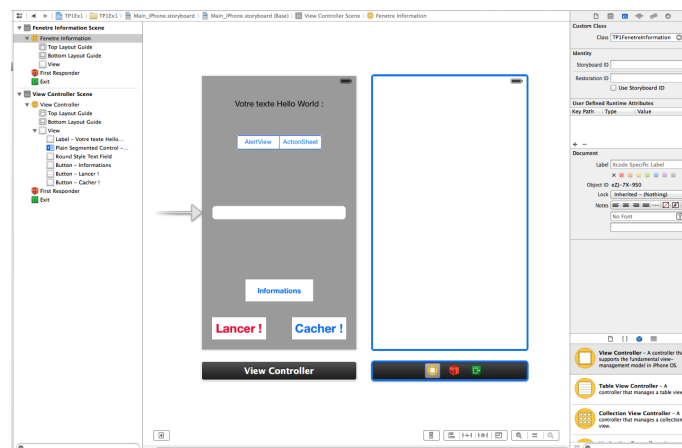 TP1Ex1 TP1Ex1 Main_iPhone.storyboard Main_iPhone.storyboard (Base) View Controller Scene Fenetre Information
Fenetre Information Scene
Fenetre Information
Top Layout Guide
Bottom Layout Guide
View
First Responder
Exit
View Controller Scene
View Controller
Top Layout Guide
Bottom Layout Guide
View
Label – Votre texte Hello...
Plain Segmented Control –...
Round Style Text Field
Button – Informations
Button – Lancer !
Button – Cacher !
First Responder
Exit
Votre texte Hello World :
AlertView ActionSheet
Informations
Lancer ! Cacher !
View Controller
Custom Class
Class TP1FenetreInformation
Identity
Storyboard ID
Restoration ID
Use Storyboard ID
User Defined Runtime Attributes
Key Path Type Value
+ −
Document
Label Xcode Specific Label
Object ID eZJ-7X-9S0
Lock Inherited – (Nothing)
Notes
No Font
View Controller – A controller tha
supports the fundamental view-
management model in iPhone OS.
Table View Controller – A
controller that manages a table view
Collection View Controller – A
controller that manages a collection
view.